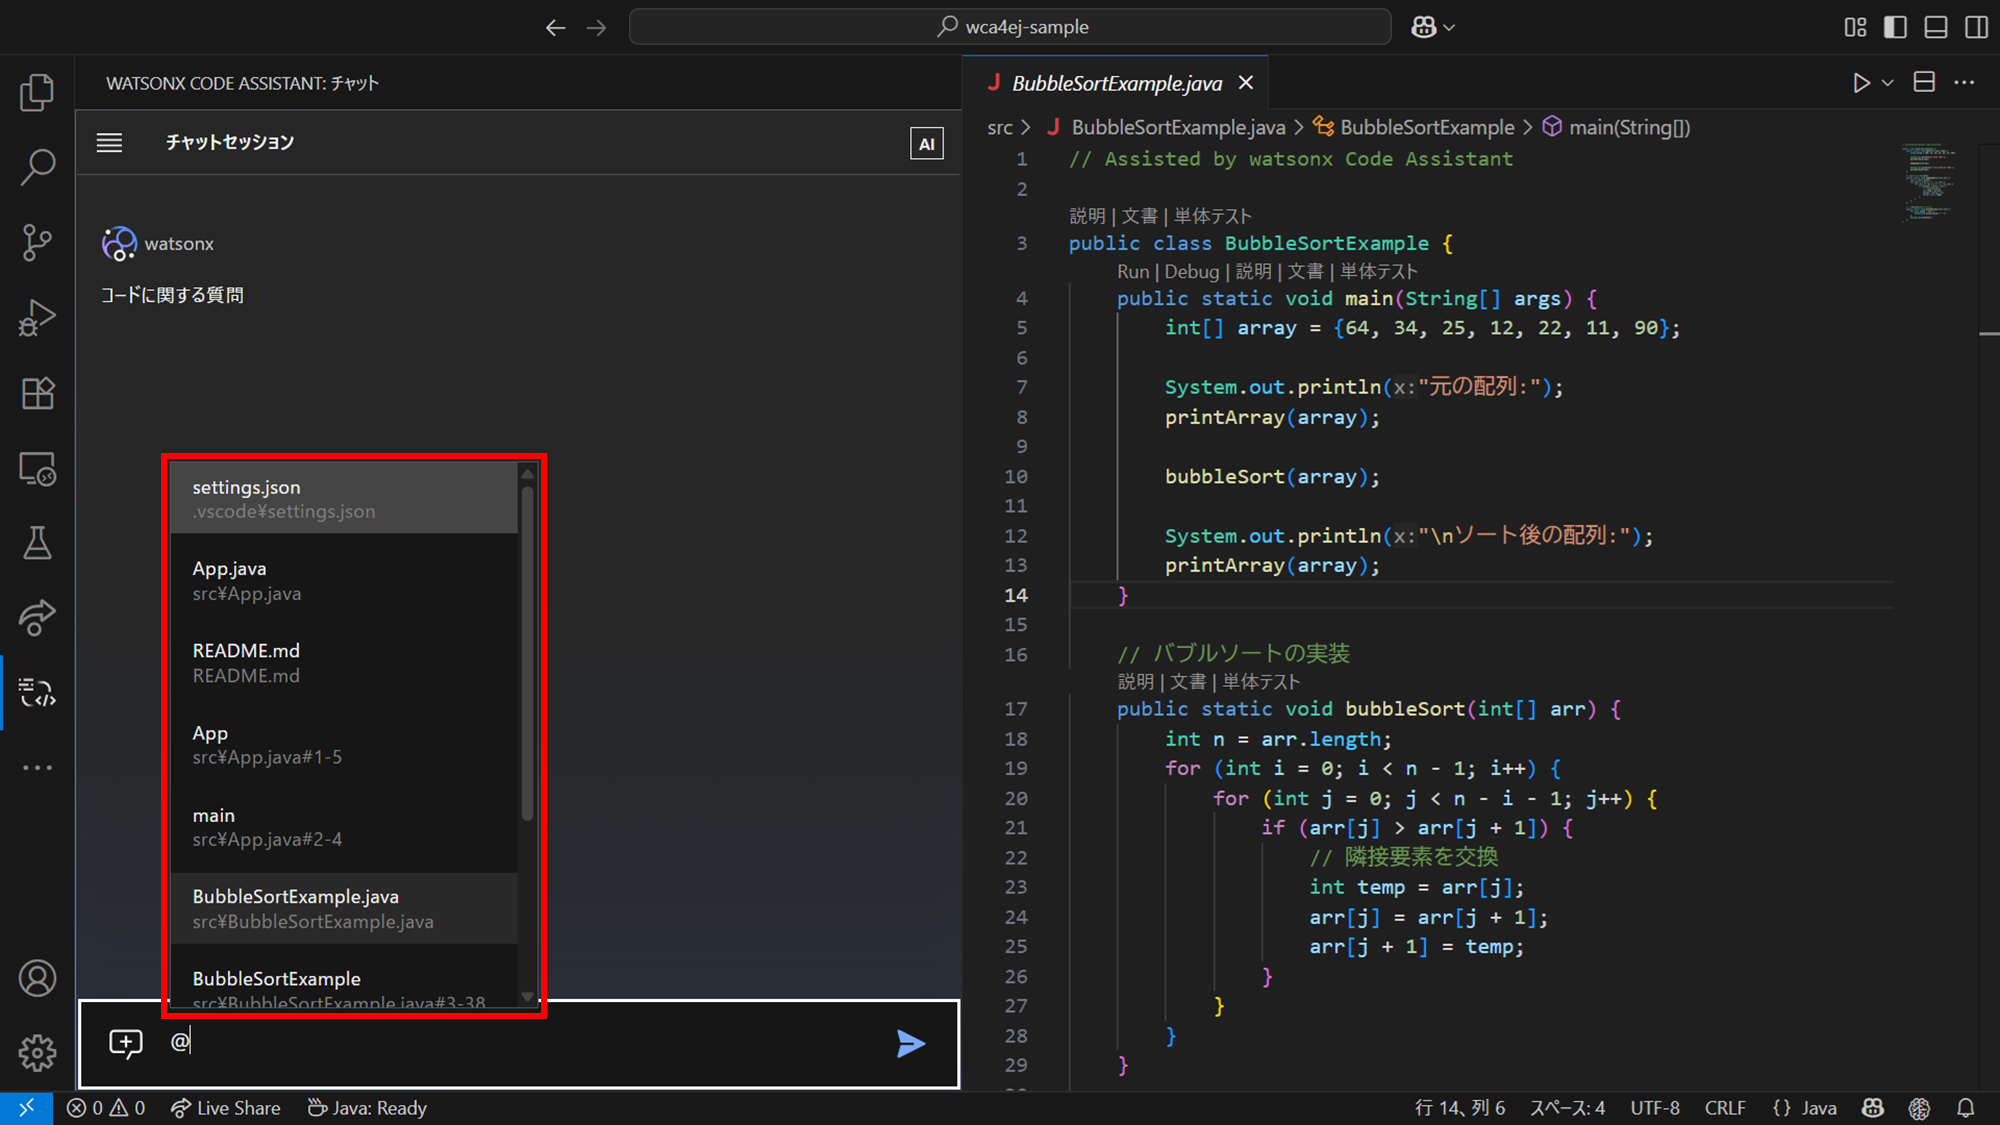 wca4ej-sample
WATSONX CODE ASSISTANT: チャット
チャットセッション
AI
watsonx
コードに関する質問
settings.json
.vscode¥settings.json
App.java
src¥App.java
README.md
README.md
App
src¥App.java#1-5
main
src¥App.java#2-4
BubbleSortExample.java
src¥BubbleSortExample.java
BubbleSortExample
src¥BubbleSortExample.java#3-38
@
J BubbleSortExample.java
src > J BubbleSortExample.java > BubbleSortExample > main(String[])
1 // Assisted by watsonx Code Assistant
2
説明 | 文書 | 単体テスト
3 public class BubbleSortExample {
Run | Debug | 説明 | 文書 | 単体テスト
4 public static void main(String[] args) {
5 int[] array = {64, 34, 25, 12, 22, 11, 90};
6
7 System.out.println(x:"元の配列:");
8 printArray(array);
9
10 bubbleSort(array);
11
12 System.out.println(x:"\nソート後の配列:");
13 printArray(array);
14 }
15
16 // バブルソートの実装
説明 | 文書 | 単体テスト
17 public static void bubbleSort(int[] arr) {
18 int n = arr.length;
19 for (int i = 0; i < n - 1; i++) {
20 for (int j = 0; j < n - i - 1; j++) {
21 if (arr[j] > arr[j + 1]) {
22 // 隣接要素を交換
23 int temp = arr[j];
24 arr[j] = arr[j + 1];
25 arr[j + 1] = temp;
26 }
27 }
28 }
29 }
0 0 Live Share Java: Ready
行 14、列 6 スペース: 4 UTF-8 CRLF {} Java